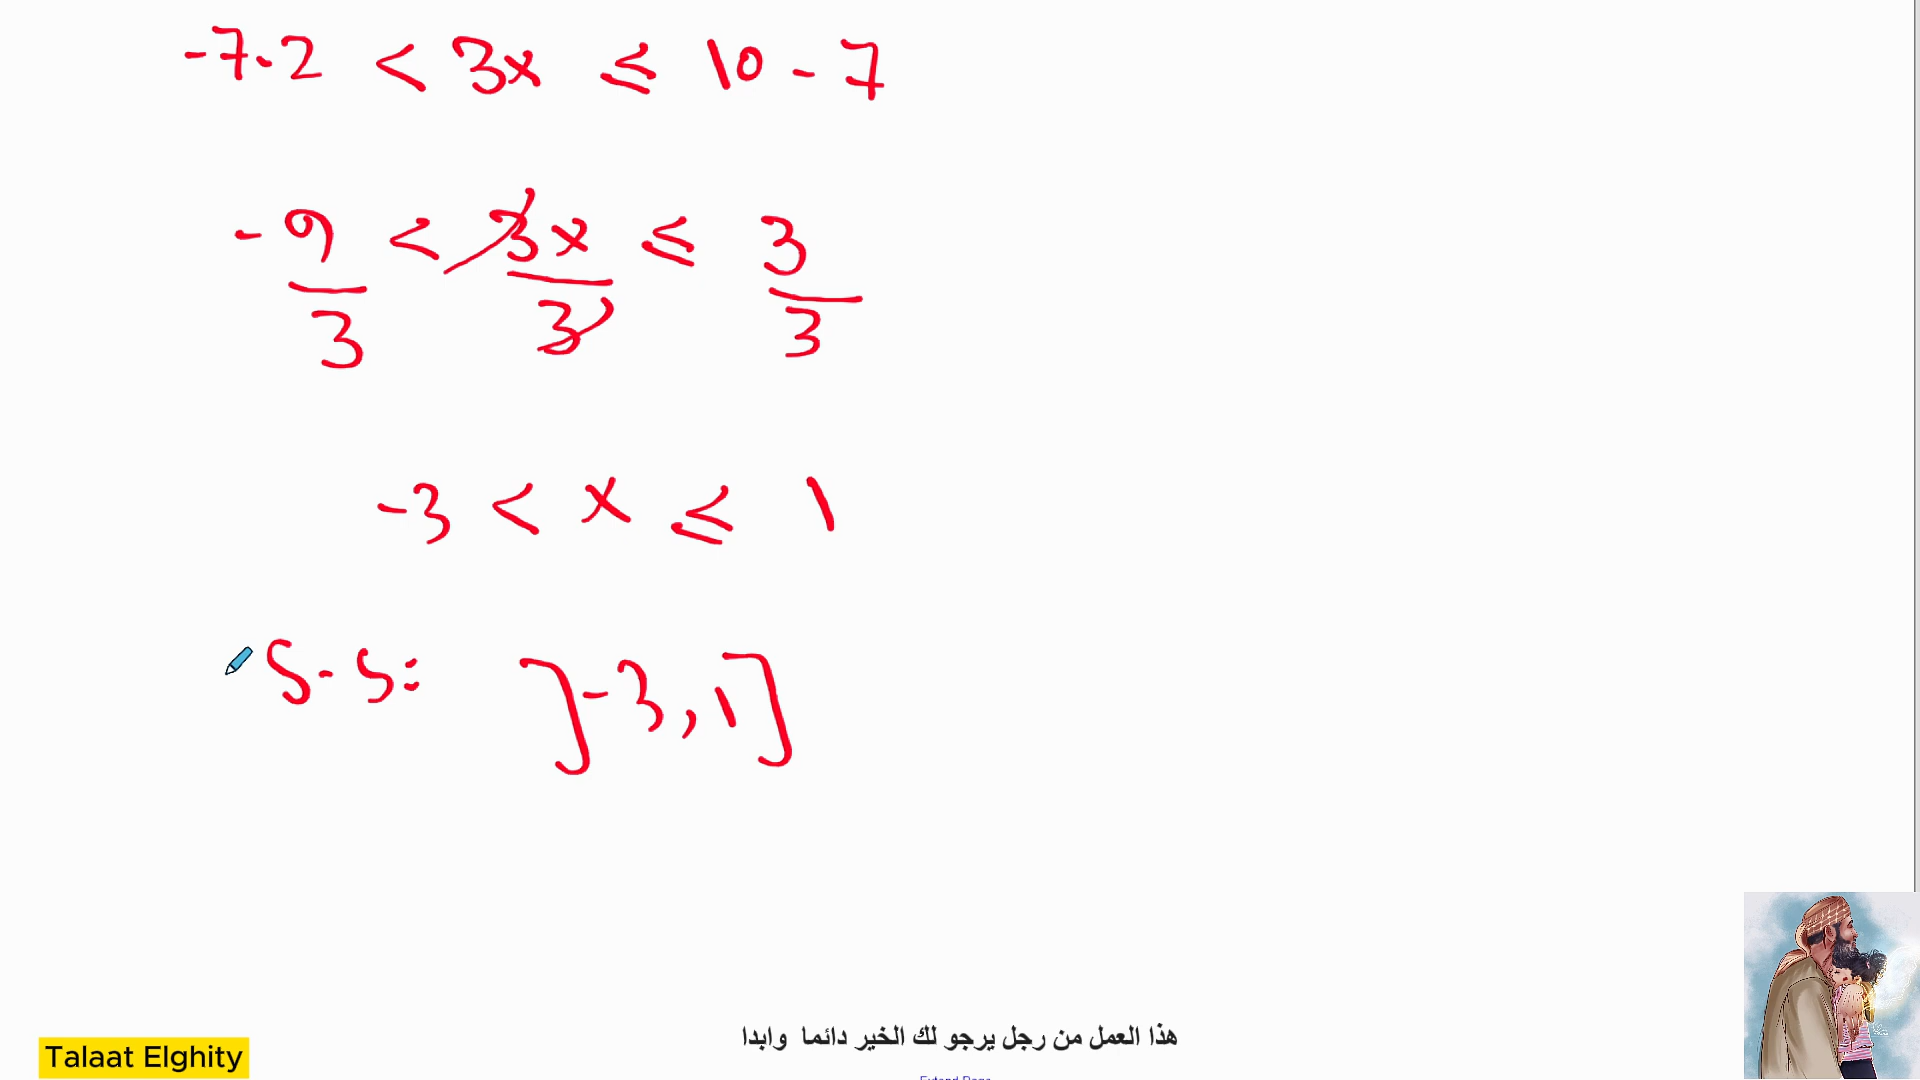 -7-2 < 3x ≤ 10 - 7
-9/3 < 3x/3 ≤ 3/3
-3 < x ≤ 1
S.S= ]-3,1]
هذا العمل من رجل يرجو لك الخير دائما وابدا
Talaat Elghity